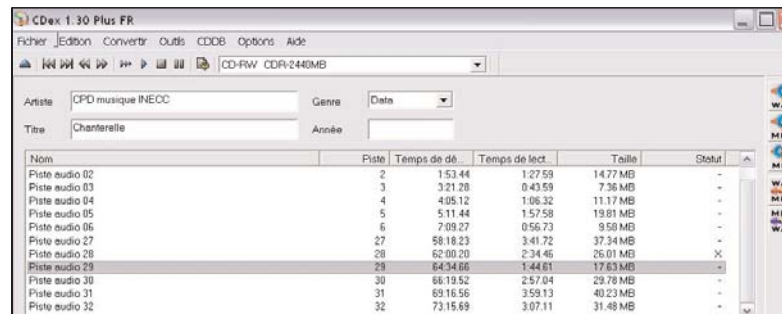 CDex 1.30 Plus FR
Fichier Edition Convertir Outils CDDB Options Aide
CD-RW CDR-2440MB
Artiste CPD musique INECC Genre Data
Titre Chanterelle Année
Nom Piste Temps de dé... Temps de lect... Taille Statut
Piste audio 02 2 1:53.44 1:27.59 14.77 MB -
Piste audio 03 3 3:21.28 0:43.59 7.36 MB -
Piste audio 04 4 4:05.12 1:06.32 11.17 MB -
Piste audio 05 5 5:11.44 1:57.58 19.81 MB -
Piste audio 06 6 7:09.27 0:56.73 9.58 MB -
Piste audio 27 27 58:18.23 3:41.72 37.34 MB -
Piste audio 28 28 62:00.20 2:34.46 26.01 MB X
Piste audio 29 29 64:34.66 1:44.61 17.63 MB -
Piste audio 30 30 66:19.52 2:57.04 29.78 MB -
Piste audio 31 31 69:16.56 3:59.13 40.23 MB -
Piste audio 32 32 73:15.69 3:07.11 31.48 MB -